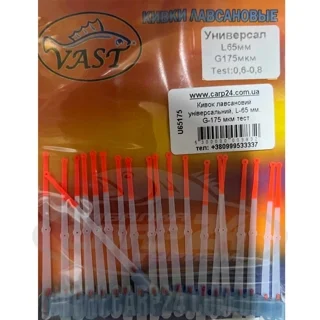 КИВКИ ЛАВСАНОВЫЕ
VAST
Универсал
L65мм
G175мкм
Test:0,6-0,8
www.carp24.com.ua
Кивок лавсановий
універсальний, L-65 мм,
G-175 мкм тест
тел: +380999533337
U65175